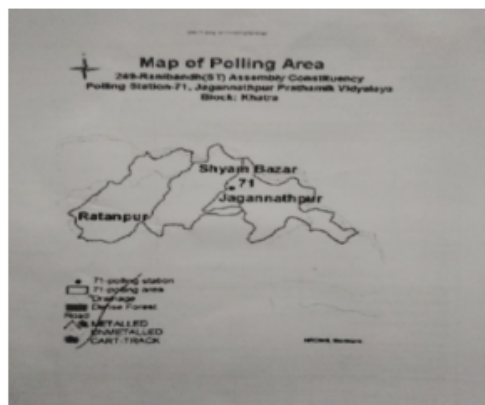 Map of Polling Area
249-Ranibandh(ST) Assembly Constituency
Polling Station-71, Jagannathpur Prathamik Vidyalaya
Block: Khatra
Shyam Bazar
71
Jagannathpur
Ratanpur
71-polling station
71-polling area
Drainage
Dense Forest
Road
METALLED
UNMETALLED
CART-TRACK